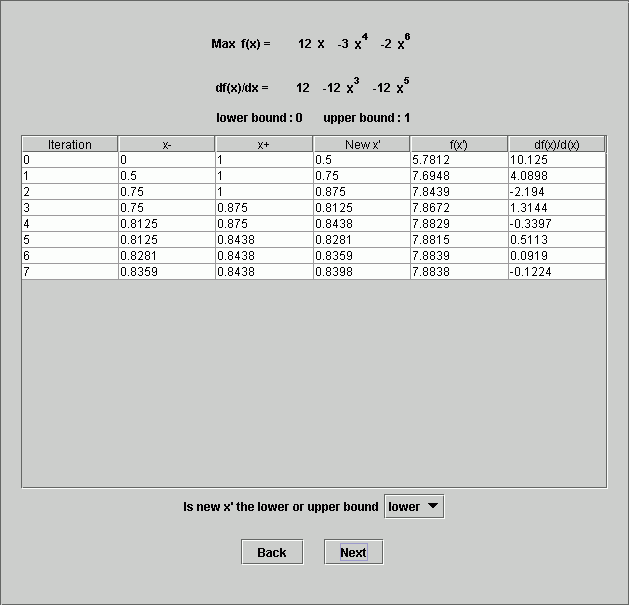 Max f(x) = 12 x -3 x^4 -2 x^6
df(x)/dx = 12 -12 x^3 -12 x^5
lower bound : 0 upper bound : 1
Iteration x- x+ New x' f(x') df(x)/d(x)
0 0 1 0.5 5.7812 10.125
1 0.5 1 0.75 7.6948 4.0898
2 0.75 1 0.875 7.8439 -2.194
3 0.75 0.875 0.8125 7.8672 1.3144
4 0.8125 0.875 0.8438 7.8829 -0.3397
5 0.8125 0.8438 0.8281 7.8815 0.5113
6 0.8281 0.8438 0.8359 7.8839 0.0919
7 0.8359 0.8438 0.8398 7.8838 -0.1224
Is new x' the lower or upper bound lower
Back Next